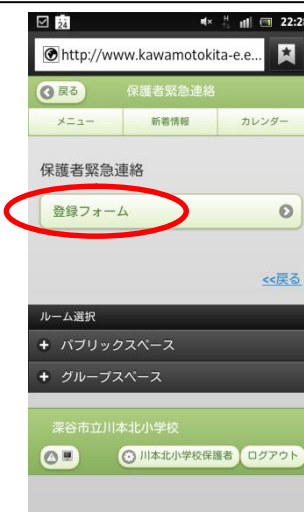 24
22:2
http://www.kawamotokita-e.e...
戻る
保護者緊急連絡
メニュー
新着情報
カレンダー
保護者緊急連絡
登録フォーム
<<戻る
ルーム選択
+ パブリックスペース
+ グループスペース
深谷市立川本北小学校
川本北小学校保護者
ログアウト